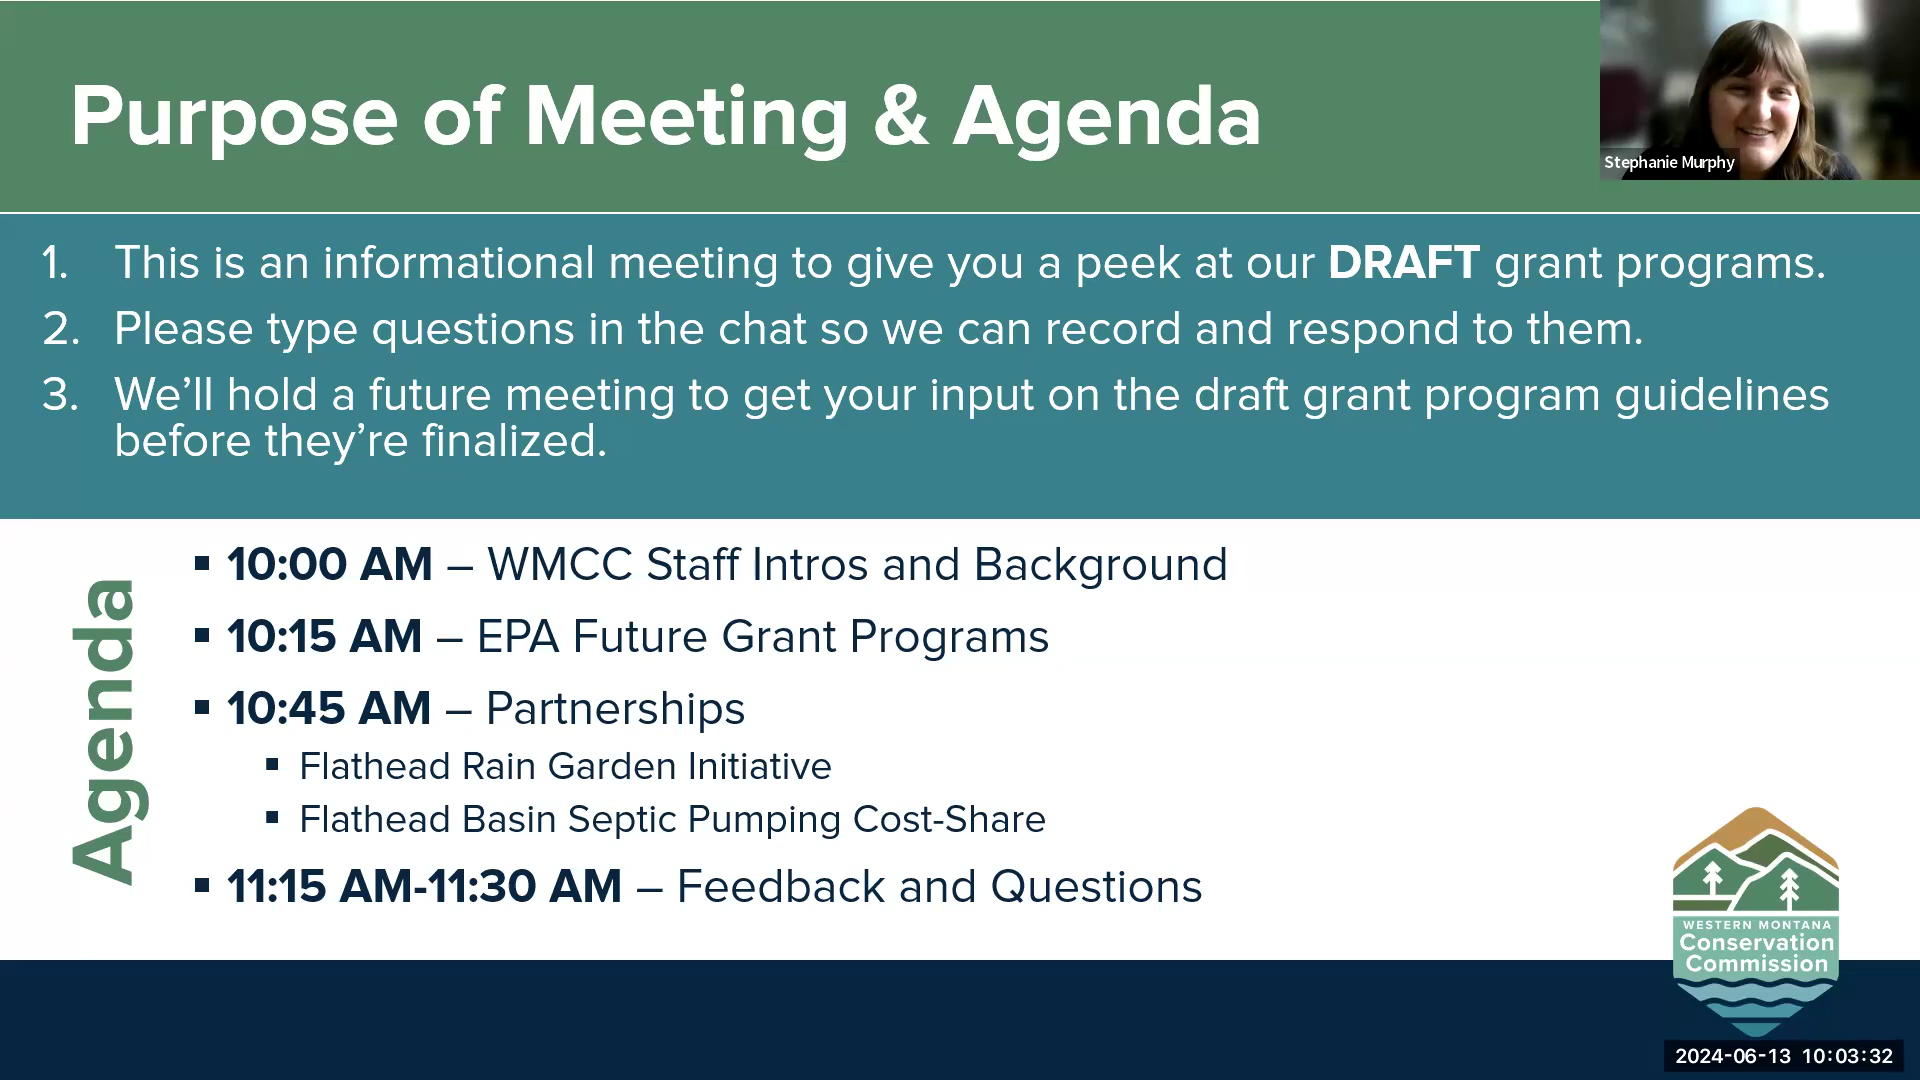 Purpose of Meeting & Agenda
Stephanie Murphy
1. This is an informational meeting to give you a peek at our DRAFT grant programs.
2. Please type questions in the chat so we can record and respond to them.
3. We’ll hold a future meeting to get your input on the draft grant program guidelines
before they’re finalized.
Agenda
▪ 10:00 AM – WMCC Staff Intros and Background
▪ 10:15 AM – EPA Future Grant Programs
▪ 10:45 AM – Partnerships
▪ Flathead Rain Garden Initiative
▪ Flathead Basin Septic Pumping Cost-Share
▪ 11:15 AM-11:30 AM – Feedback and Questions
WESTERN MONTANA
Conservation
Commission
2024-06-13 10:03:32